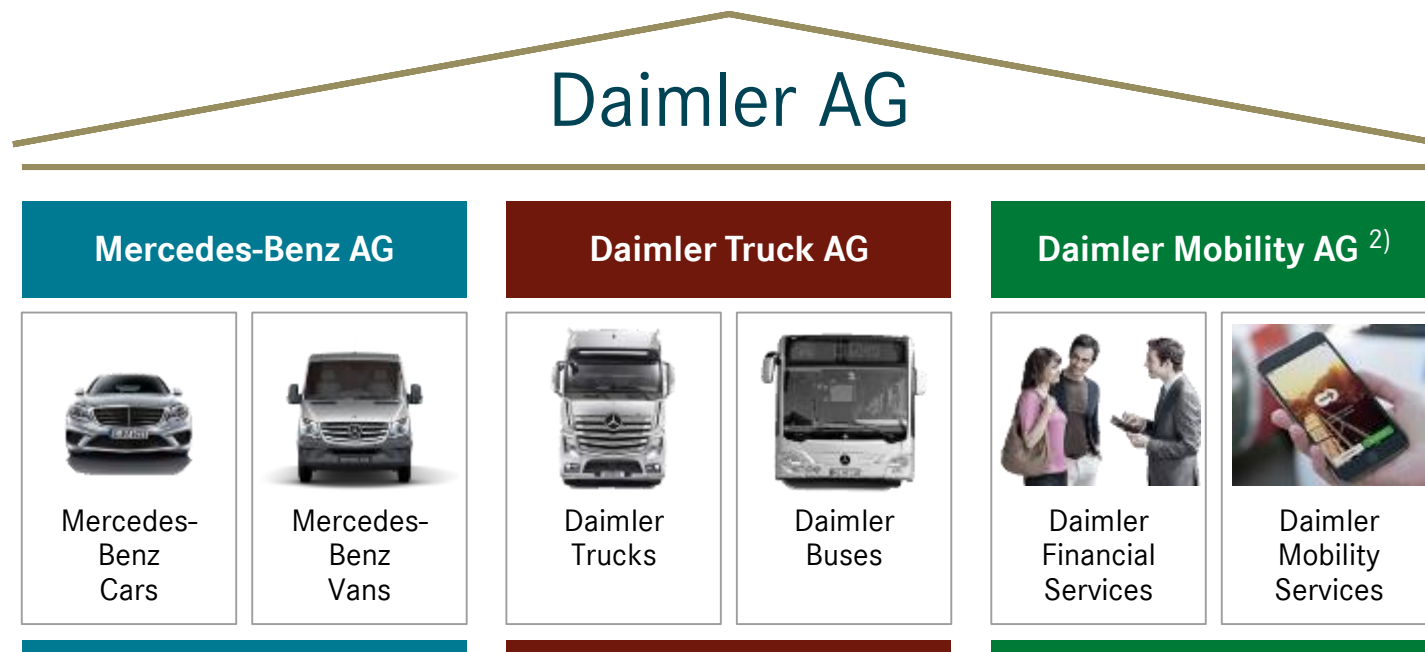 Daimler AG
Mercedes-Benz AG
Daimler Truck AG
Daimler Mobility AG 2)
Mercedes-
Benz
Cars
Mercedes-
Benz
Vans
Daimler
Trucks
Daimler
Buses
Daimler
Financial
Services
Daimler
Mobility
Services